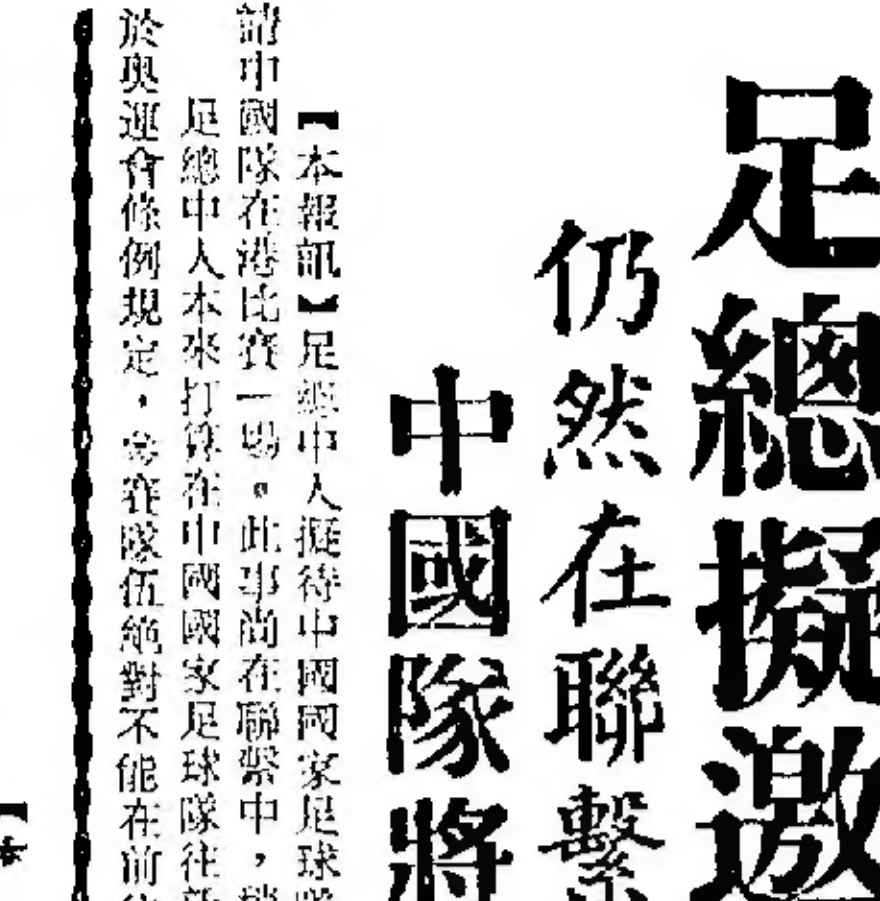 足總擬邀
仍然在聯繫
中國隊將
【本報訊】足總中人擬待中國國家足球隊
請中國隊在港比賽一場。此事尚在聯繫中,
足總中人本來打算在中國國家足球隊往
於奧運會條例規定,參賽隊伍絕對不能在前往